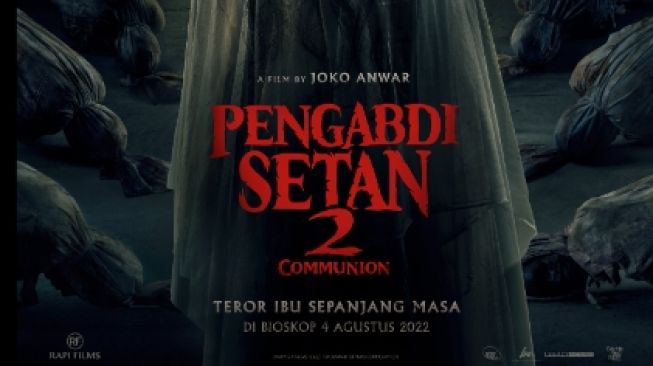 A FILM BY JOKO ANWAR
PENGABDI
SETAN
2
COMMUNION
TEROR IBU SEPANJANG MASA
DI BIOSKOP 4 AGUSTUS 2022
RF
RAPI FILMS